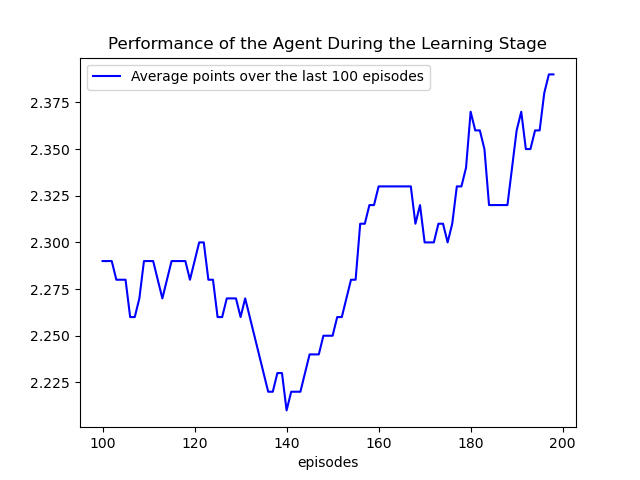 Performance of the Agent During the Learning Stage
Average points over the last 100 episodes
2.375
2.350
2.325
2.300
2.275
2.250
2.225
100 120 140 160 180 200
episodes